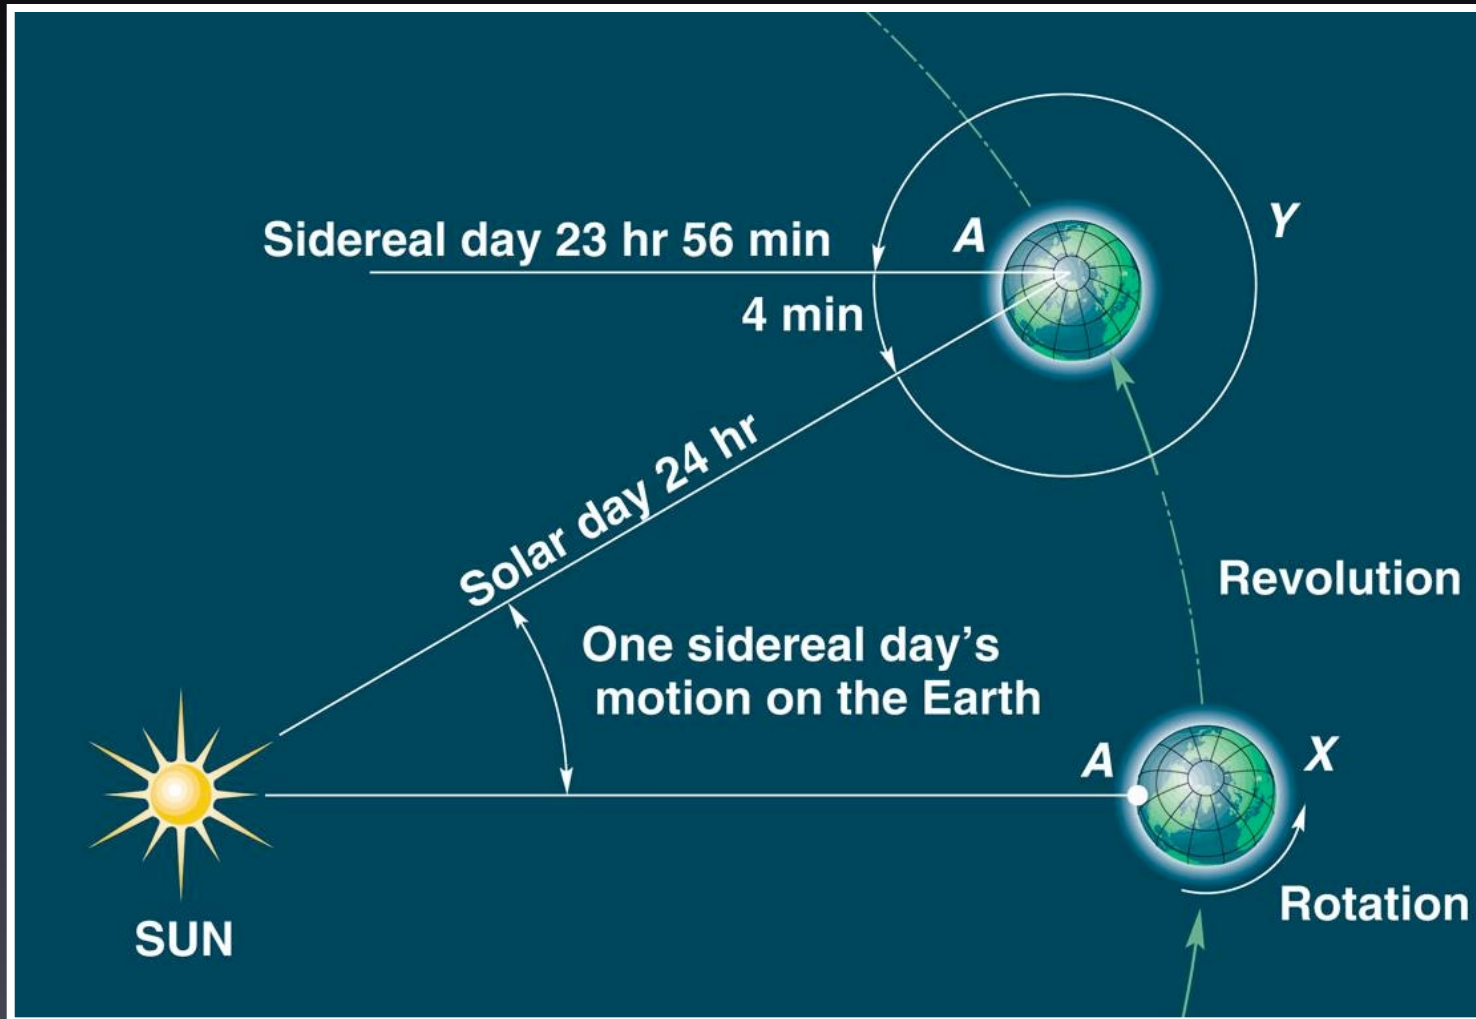 Y
A
Sidereal day 23 hr 56 min
4 min
Solar day 24 hr
Revolution
One sidereal day's
motion on the Earth
A
X
Rotation
SUN